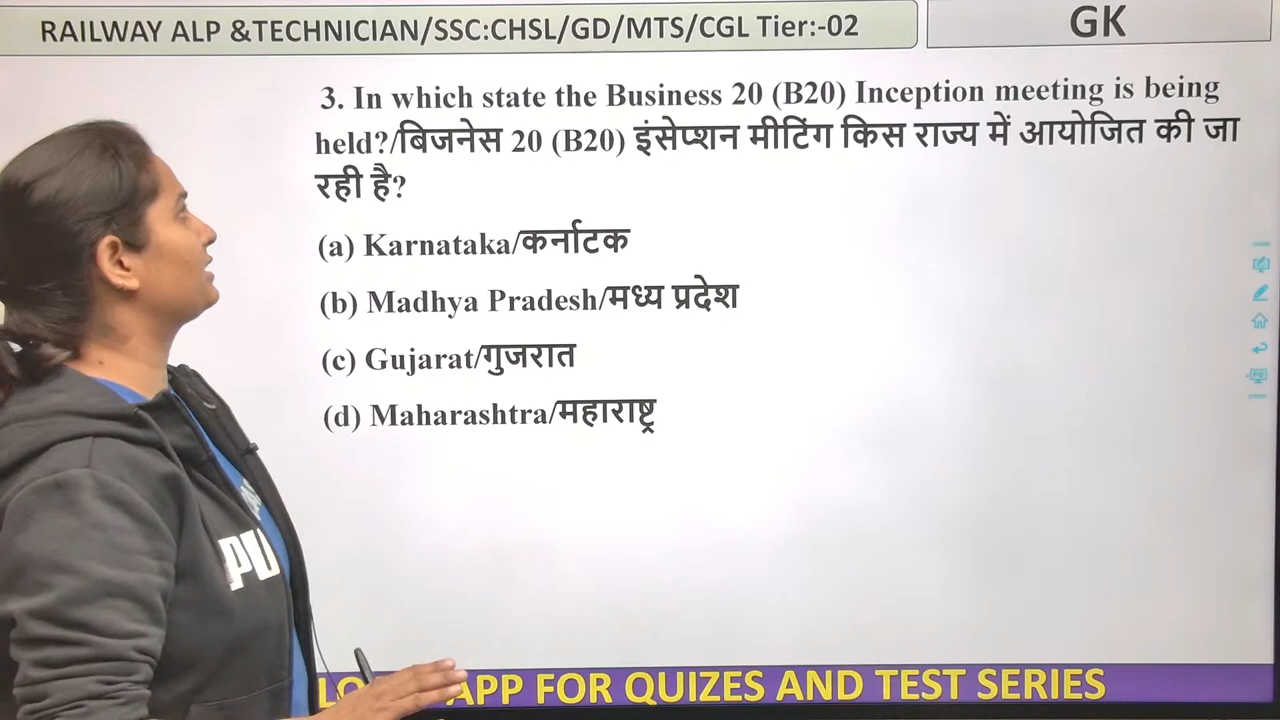 RAILWAY ALP &TECHNICIAN/SSC:CHSL/GD/MTS/CGL Tier:-02
GK
3. In which state the Business 20 (B20) Inception meeting is being
held?/बिजनेस 20 (B20) इंसेप्शन मीटिंग किस राज्य में आयोजित की जा
रही है?
(a) Karnataka/कर्नाटक
(b) Madhya Pradesh/मध्य प्रदेश
(c) Gujarat/गुजरात
(d) Maharashtra/महाराष्ट्र
APP FOR QUIZES AND TEST SERIES